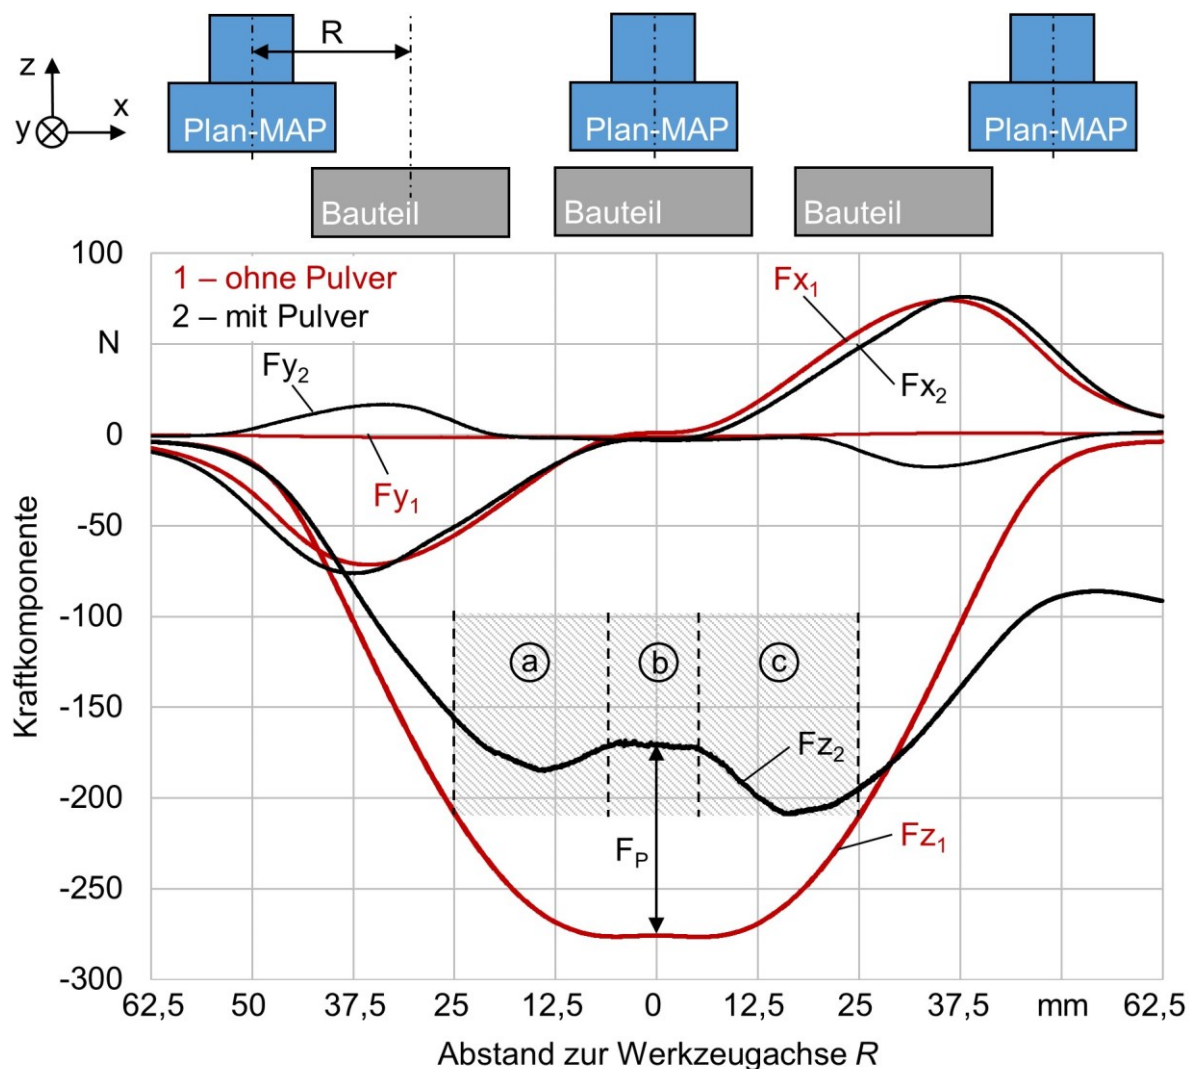 R
z
x
y
Plan-MAP
Plan-MAP
Plan-MAP
Bauteil
Bauteil
Bauteil
100
1 – ohne Pulver
2 – mit Pulver
Fx₁
N
Fy₂
Fx₂
0
Fy₁
-50
-100
a
b
c
-150
Fz₂
-200
Fz₁
F_P
-250
-300
Kraftkomponente
62,5 50 37,5 25 12,5 0 12,5 25 37,5 mm 62,5
Abstand zur Werkzeugachse R